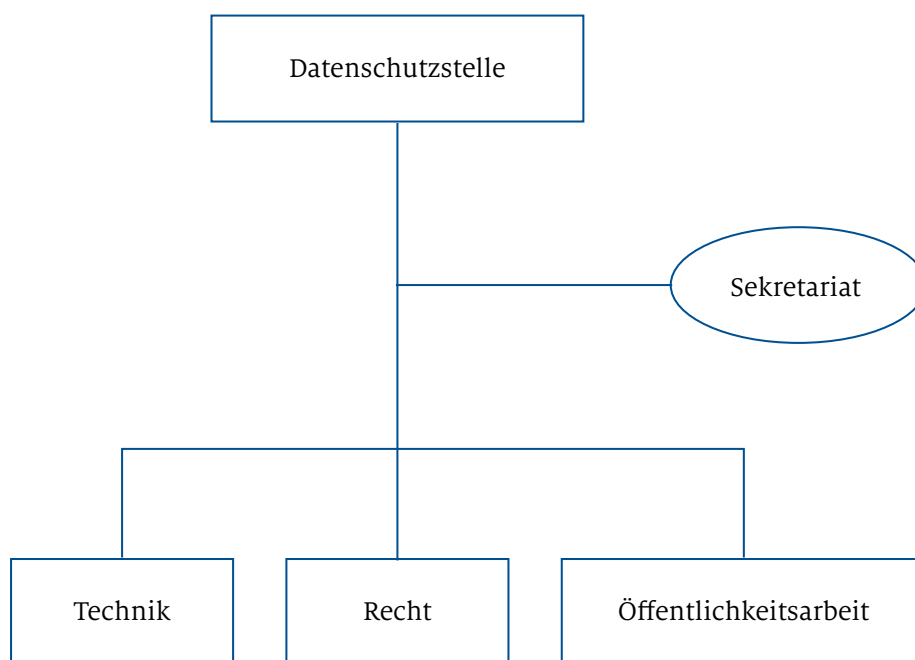 Datenschutzstelle
Sekretariat
Technik
Recht
Öffentlichkeitsarbeit